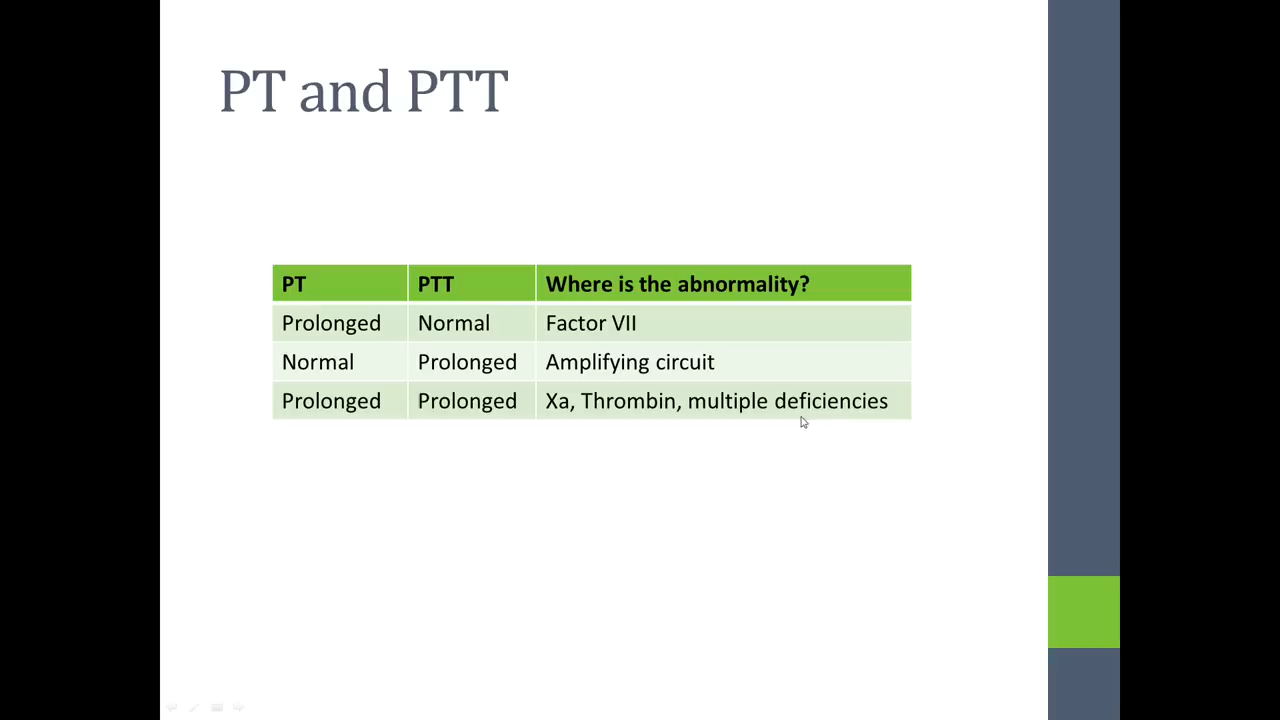 PT and PTT
PT PTT Where is the abnormality?
Prolonged Normal Factor VII
Normal Prolonged Amplifying circuit
Prolonged Prolonged Xa, Thrombin, multiple deficiencies